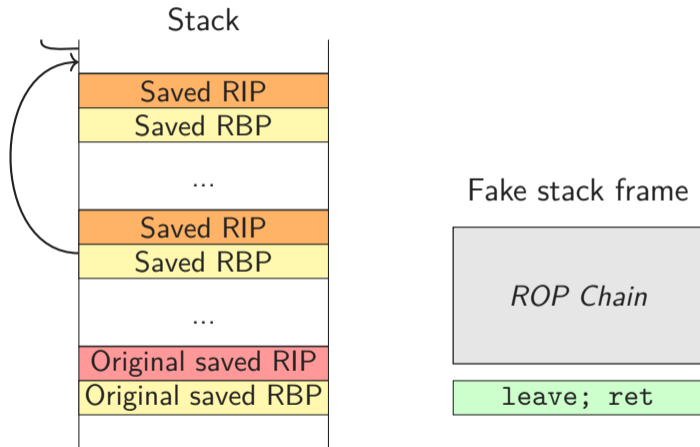 Stack
Saved RIP
Saved RBP
...
Saved RIP
Saved RBP
...
Original saved RIP
Original saved RBP
Fake stack frame
ROP Chain
leave; ret